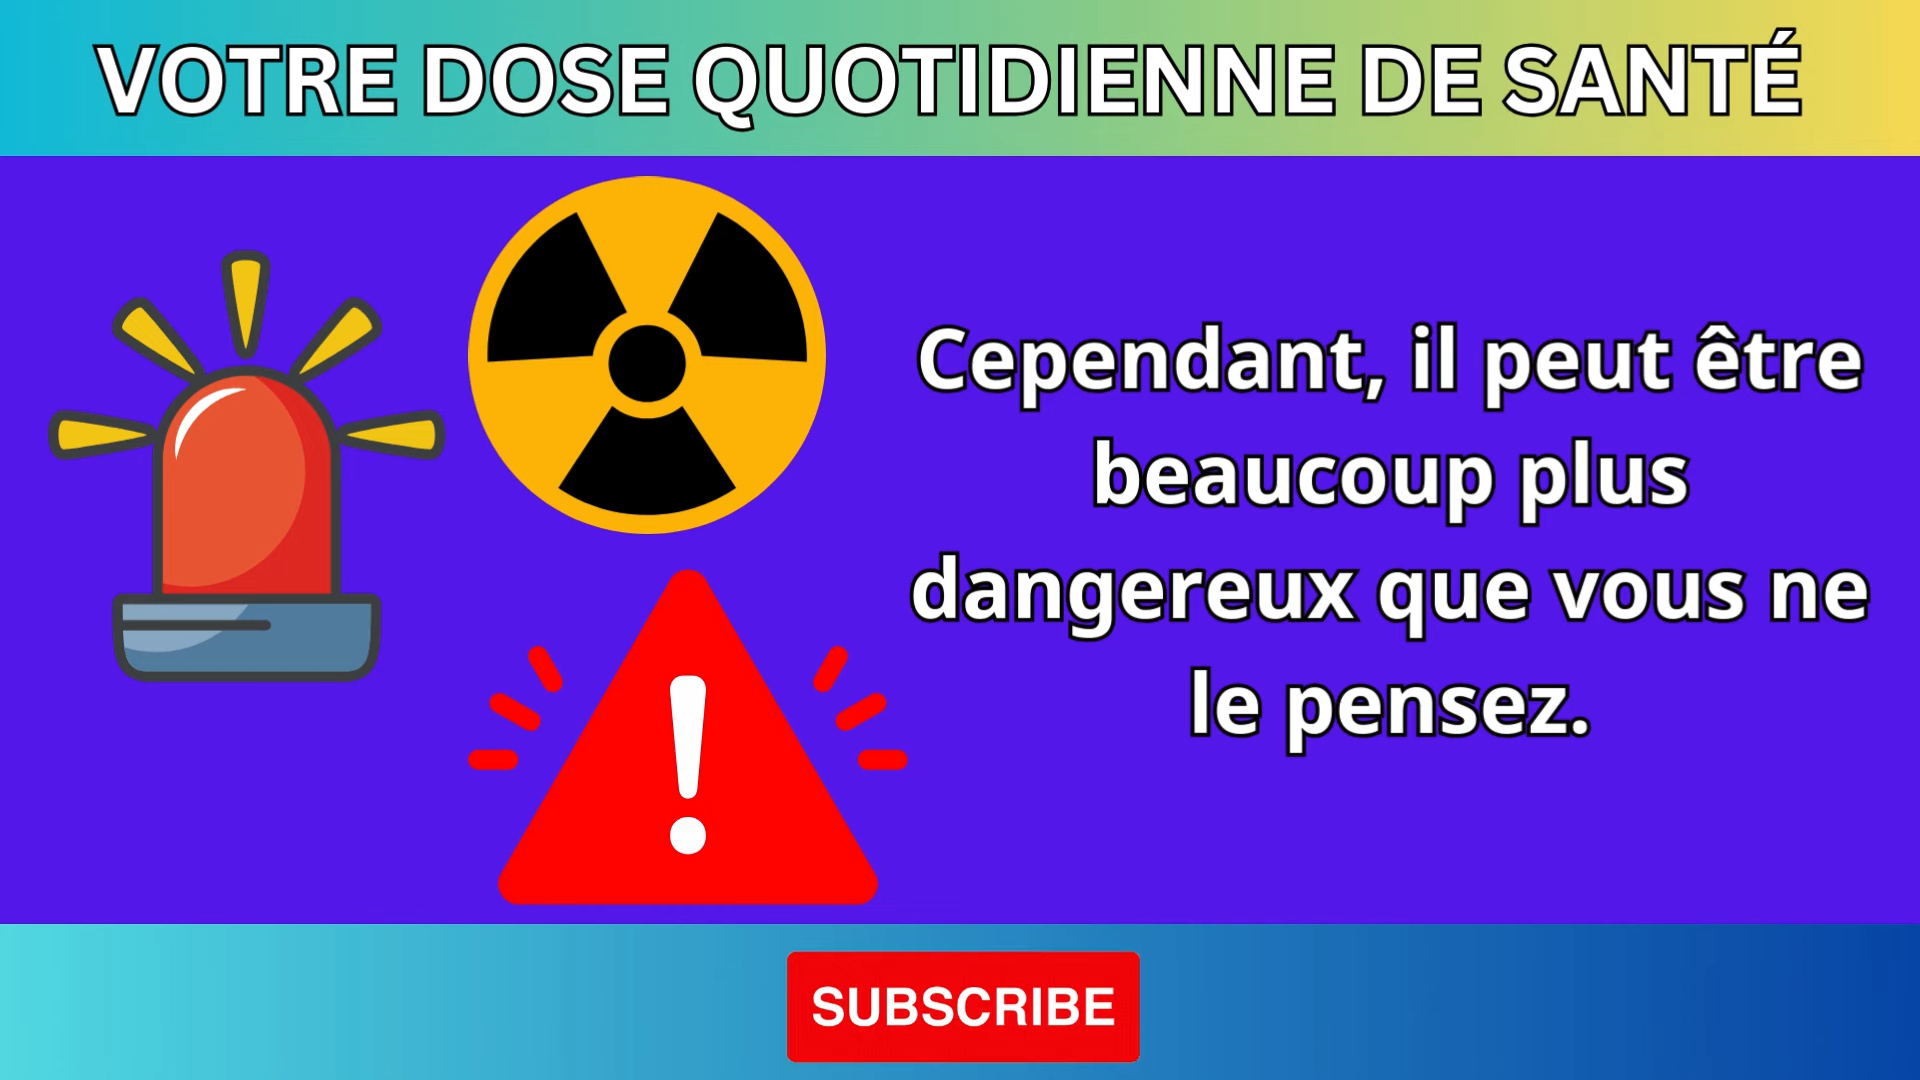 VOTRE DOSE QUOTIDIENNE DE SANTÉ
Cependant, il peut être
beaucoup plus
dangereux que vous ne
le pensez.
SUBSCRIBE